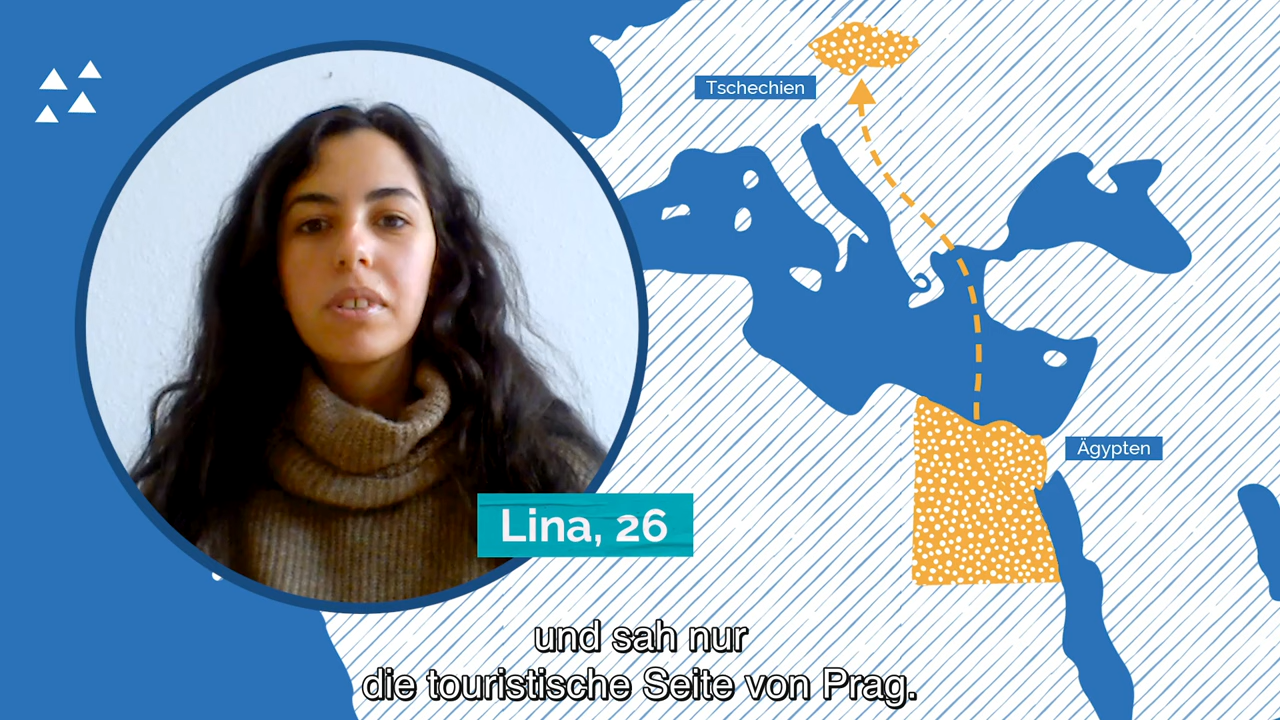 Tschechien
Ägypten
Lina, 26
und sah nur
die touristische Seite von Prag.